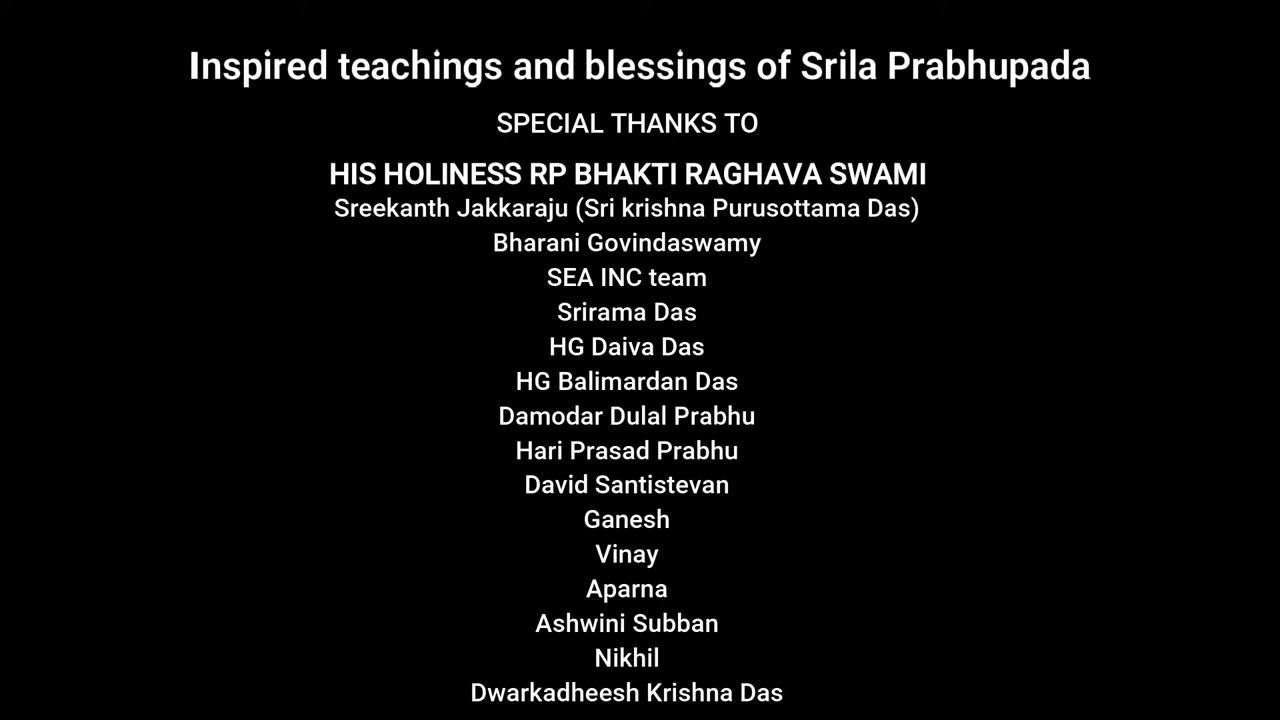 Inspired teachings and blessings of Srila Prabhupada
SPECIAL THANKS TO
HIS HOLINESS RP BHAKTI RAGHAVA SWAMI
Sreekanth Jakkaraju (Sri krishna Purusottama Das)
Bharani Govindaswamy
SEA INC team
Srirama Das
HG Daiva Das
HG Balimardan Das
Damodar Dulal Prabhu
Hari Prasad Prabhu
David Santistevan
Ganesh
Vinay
Aparna
Ashwini Subban
Nikhil
Dwarkadheesh Krishna Das